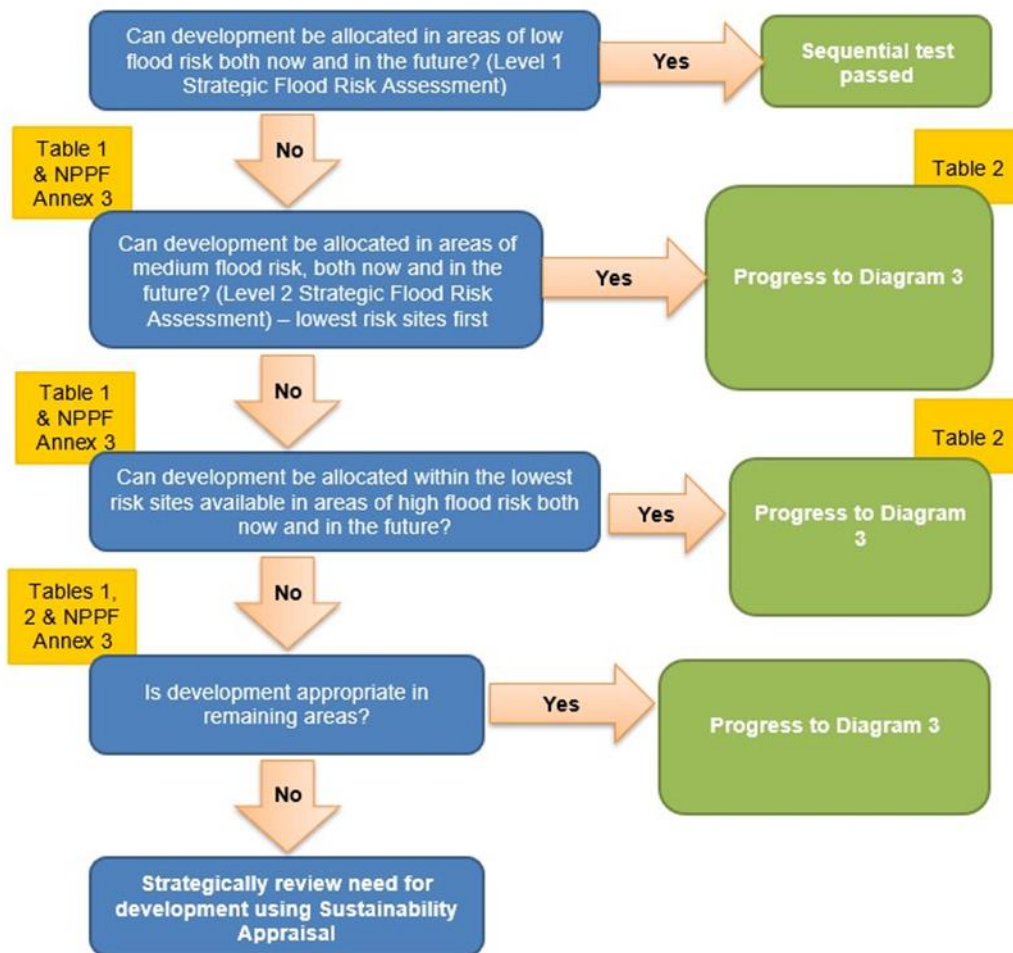 Can development be allocated in areas of low
flood risk both now and in the future? (Level 1
Strategic Flood Risk Assessment)
Yes
Sequential test
passed
No
Table 1
& NPPF
Annex 3
Table 2
Can development be allocated in areas of
medium flood risk, both now and in the
future? (Level 2 Strategic Flood Risk
Assessment) – lowest risk sites first
Yes
Progress to Diagram 3
No
Table 1
& NPPF
Annex 3
Table 2
Can development be allocated within the lowest
risk sites available in areas of high flood risk both
now and in the future?
Yes
Progress to Diagram
3
No
Tables 1,
2 & NPPF
Annex 3
Is development appropriate in
remaining areas?
Yes
Progress to Diagram 3
No
Strategically review need for
development using Sustainability
Appraisal